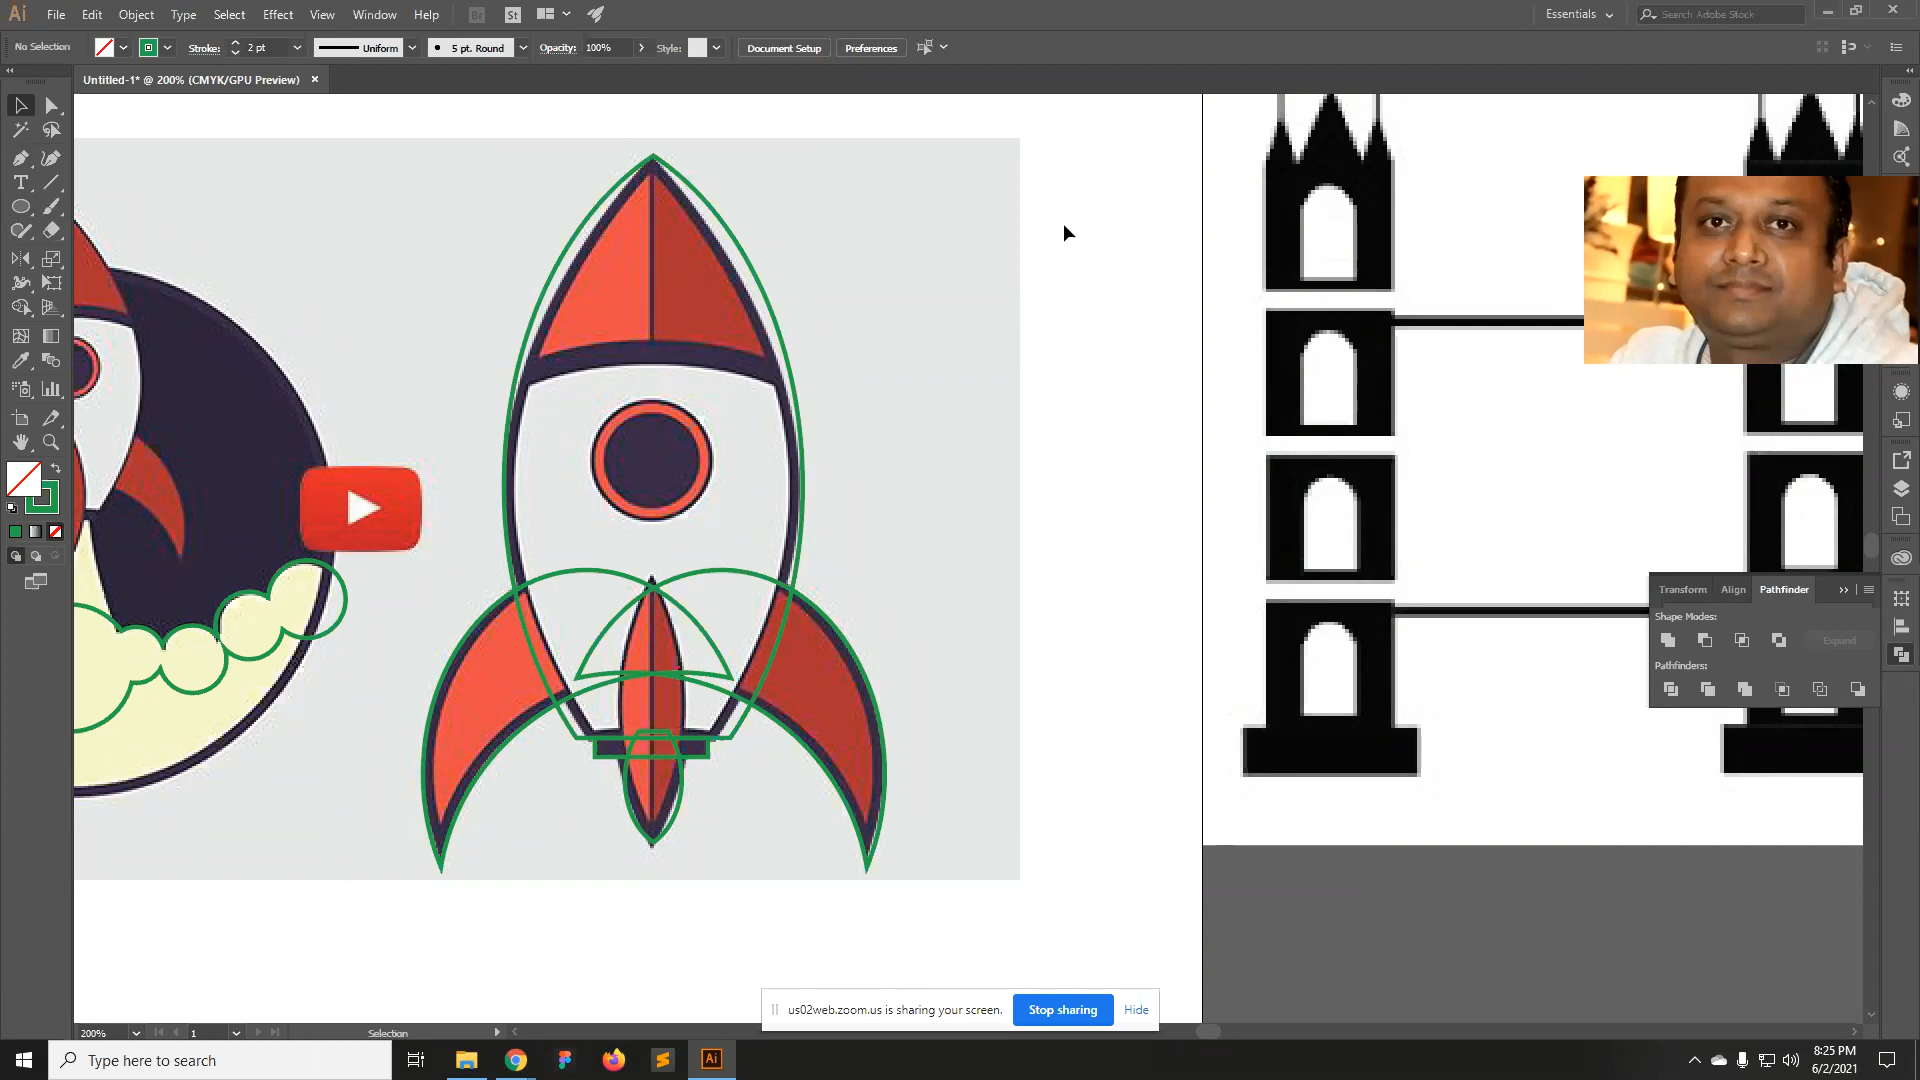 Ai File Edit Object Type Select Effect View Window Help Br St Essentials Search Adobe Stock
No Selection Stroke: 2 pt Uniform 5 pt. Round Opacity: 100% Style: Document Setup Preferences
Untitled-1* @ 200% (CMYK/GPU Preview)
Transform Align Pathfinder
Shape Modes:
Expand
Pathfinders:
us02web.zoom.us is sharing your screen. Stop sharing Hide
200% 1 Selection
Type here to search Ai
8:25 PM
6/2/2021